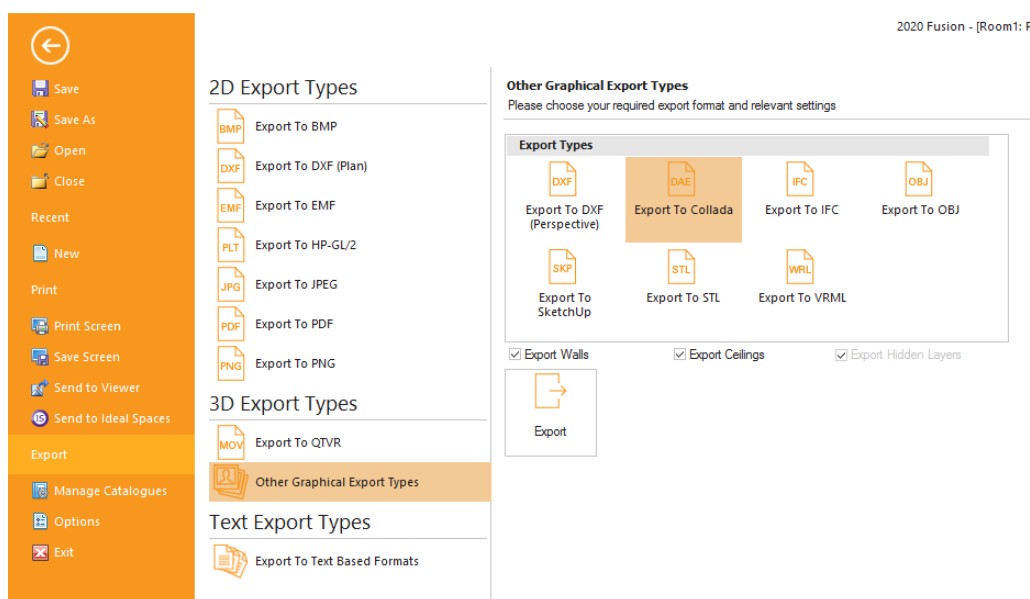 2020 Fusion - [Room1:
Save
Save As
Open
Close
Recent
New
Print
Print Screen
Save Screen
Send to Viewer
Send to Ideal Spaces
Export
Manage Catalogues
Options
Exit
2D Export Types
BMP Export To BMP
DXF Export To DXF (Plan)
EMF Export To EMF
PLT Export To HP-GL/2
JPG Export To JPEG
PDF Export To PDF
PNG Export To PNG
3D Export Types
MOV Export To QTVR
Other Graphical Export Types
Text Export Types
Export To Text Based Formats
Other Graphical Export Types
Please choose your required export format and relevant settings
Export Types
DXF
Export To DXF
(Perspective)
DAE
Export To Collada
IFC
Export To IFC
OBJ
Export To OBJ
SKP
Export To
SketchUp
STL
Export To STL
WRL
Export To VRML
Export Walls
Export Ceilings
Export Hidden Layers
Export